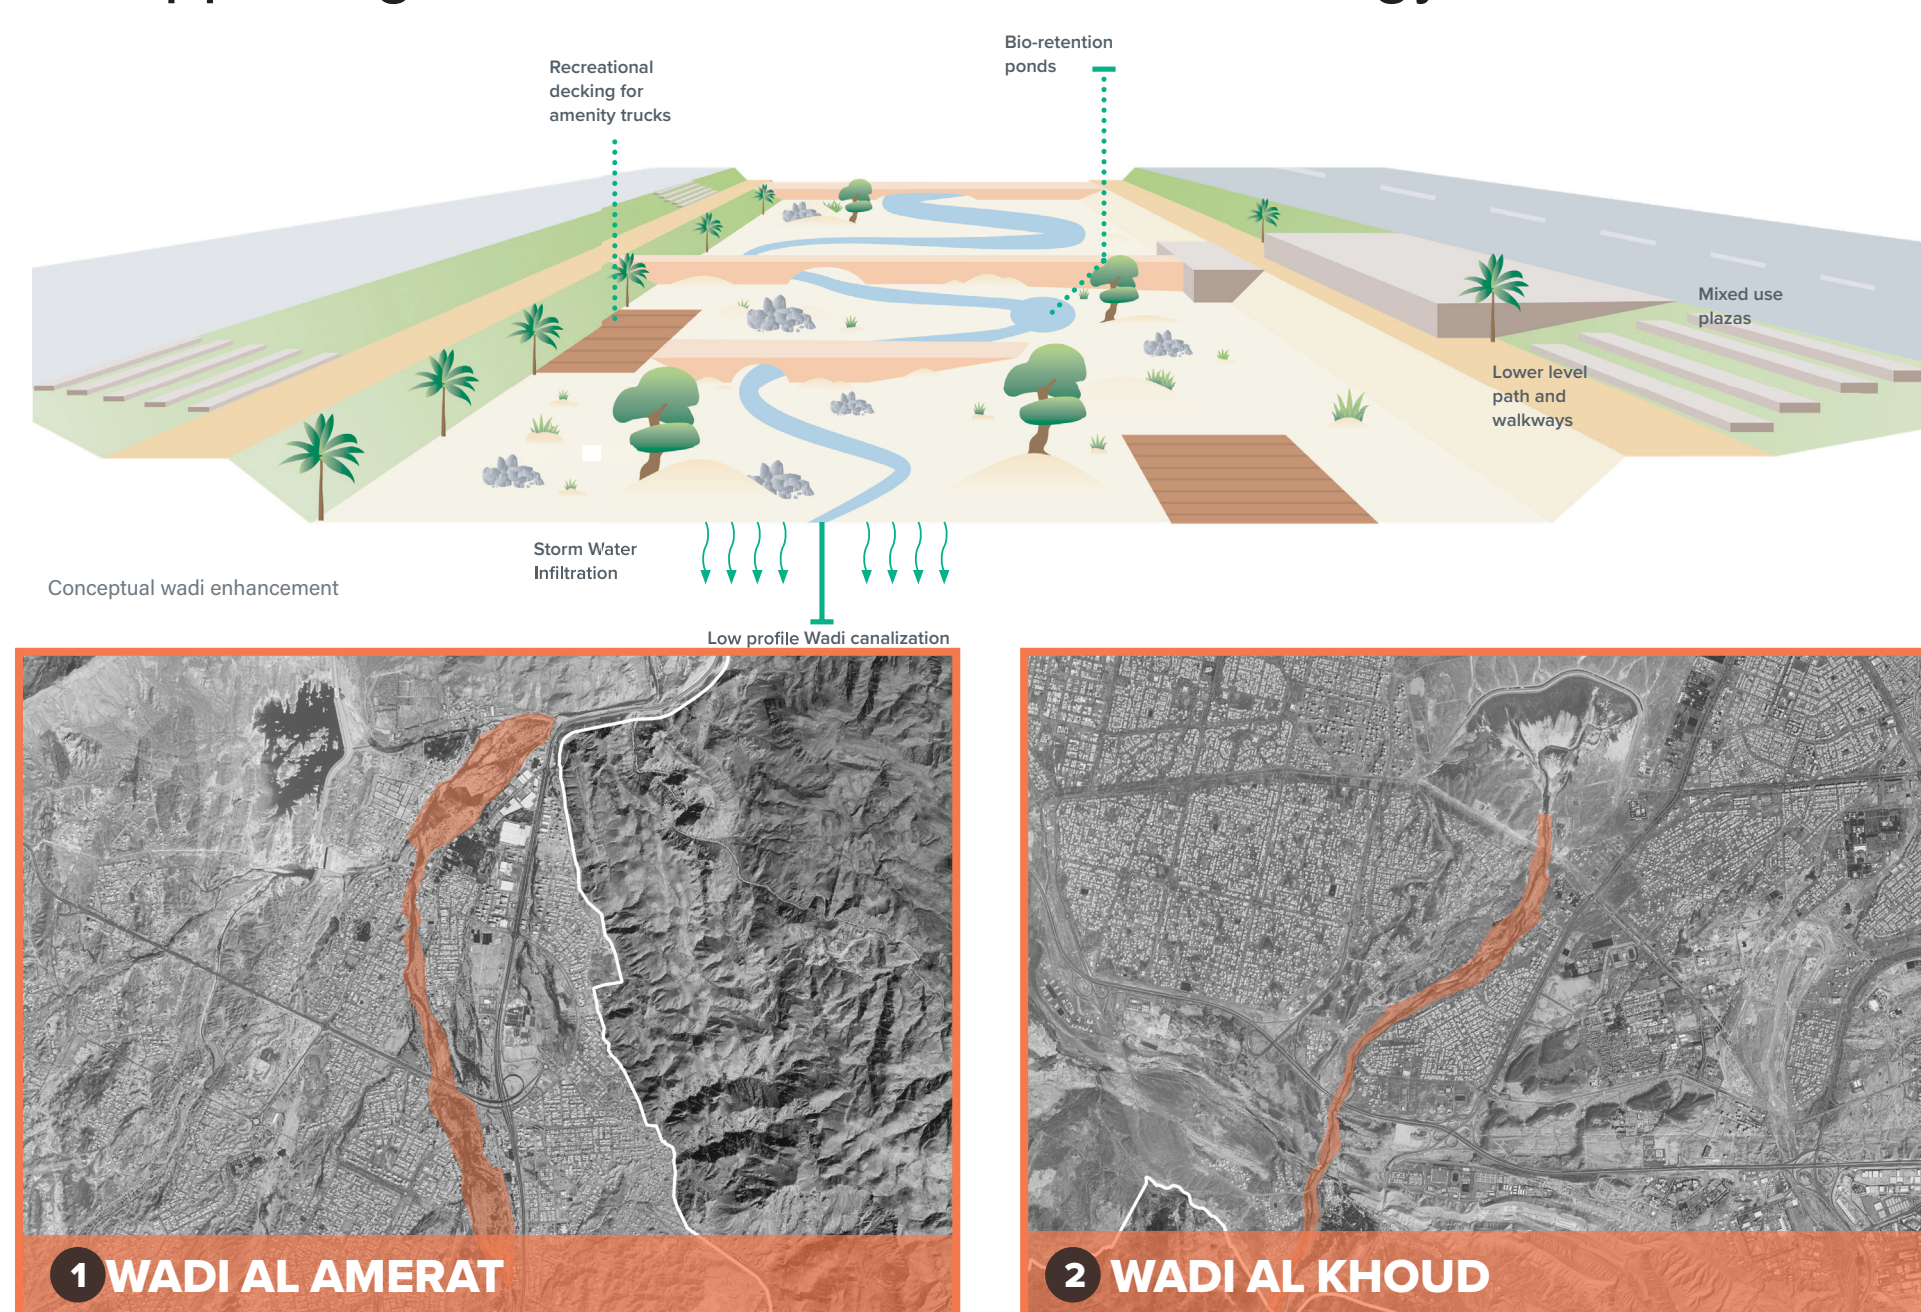 Bio-retention
ponds
Recreational
decking for
amenity trucks
Mixed use
plazas
Lower level
path and
walkways
Storm Water
Infiltration
Conceptual wadi enhancement
Low profile Wadi canalization
1 WADI AL AMERAT
2 WADI AL KHOUD